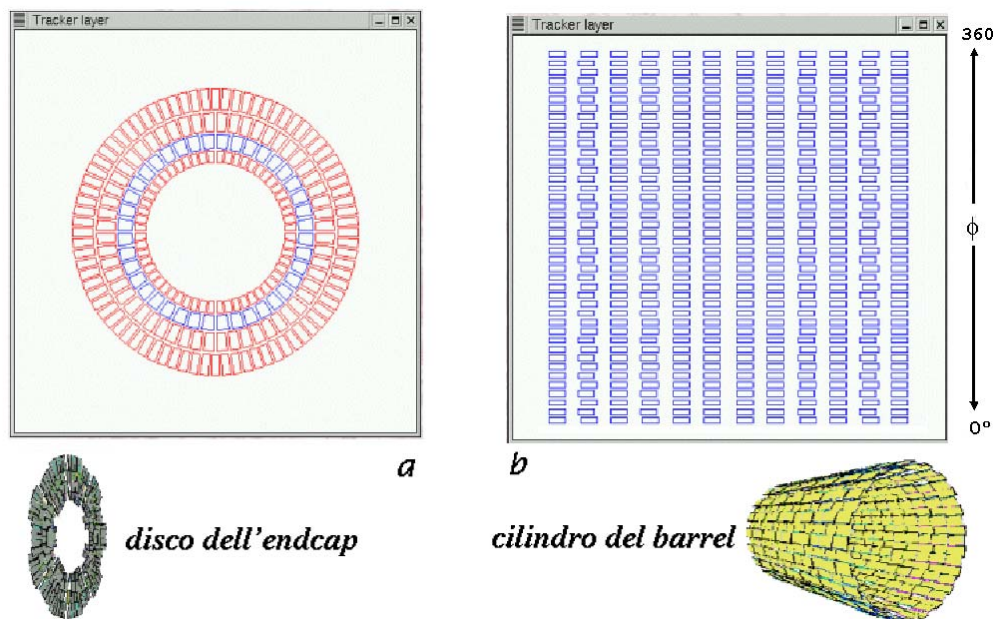 Tracker layer
Tracker layer
360
ϕ
0°
a
b
disco dell'endcap
cilindro del barrel